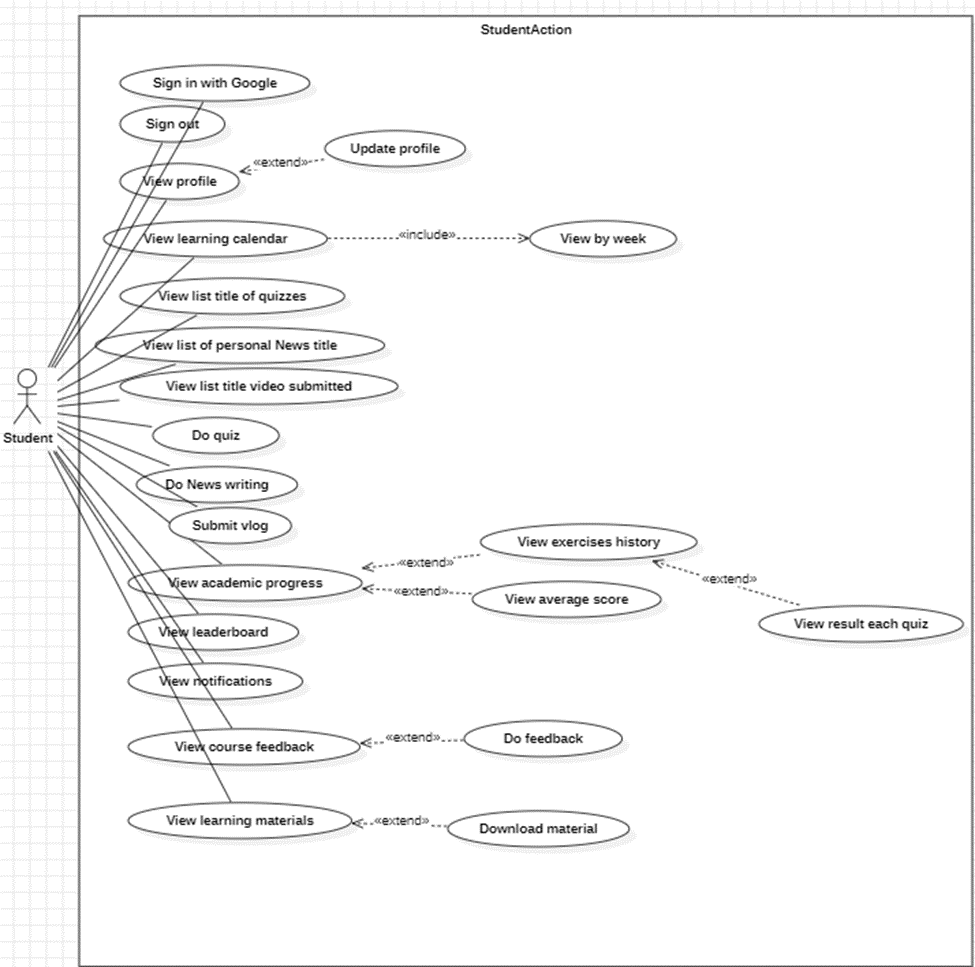 StudentAction
Sign in with Google
Sign out
Update profile
«extend»
View profile
View learning calendar
«include»
View by week
View list title of quizzes
View list of personal News title
View list title video submitted
Student
Do quiz
Do News writing
Submit vlog
View exercises history
«extend»
View academic progress
«extend»
View average score
«extend»
View result each quiz
View leaderboard
View notifications
View course feedback
«extend»
Do feedback
View learning materials
«extend»
Download material